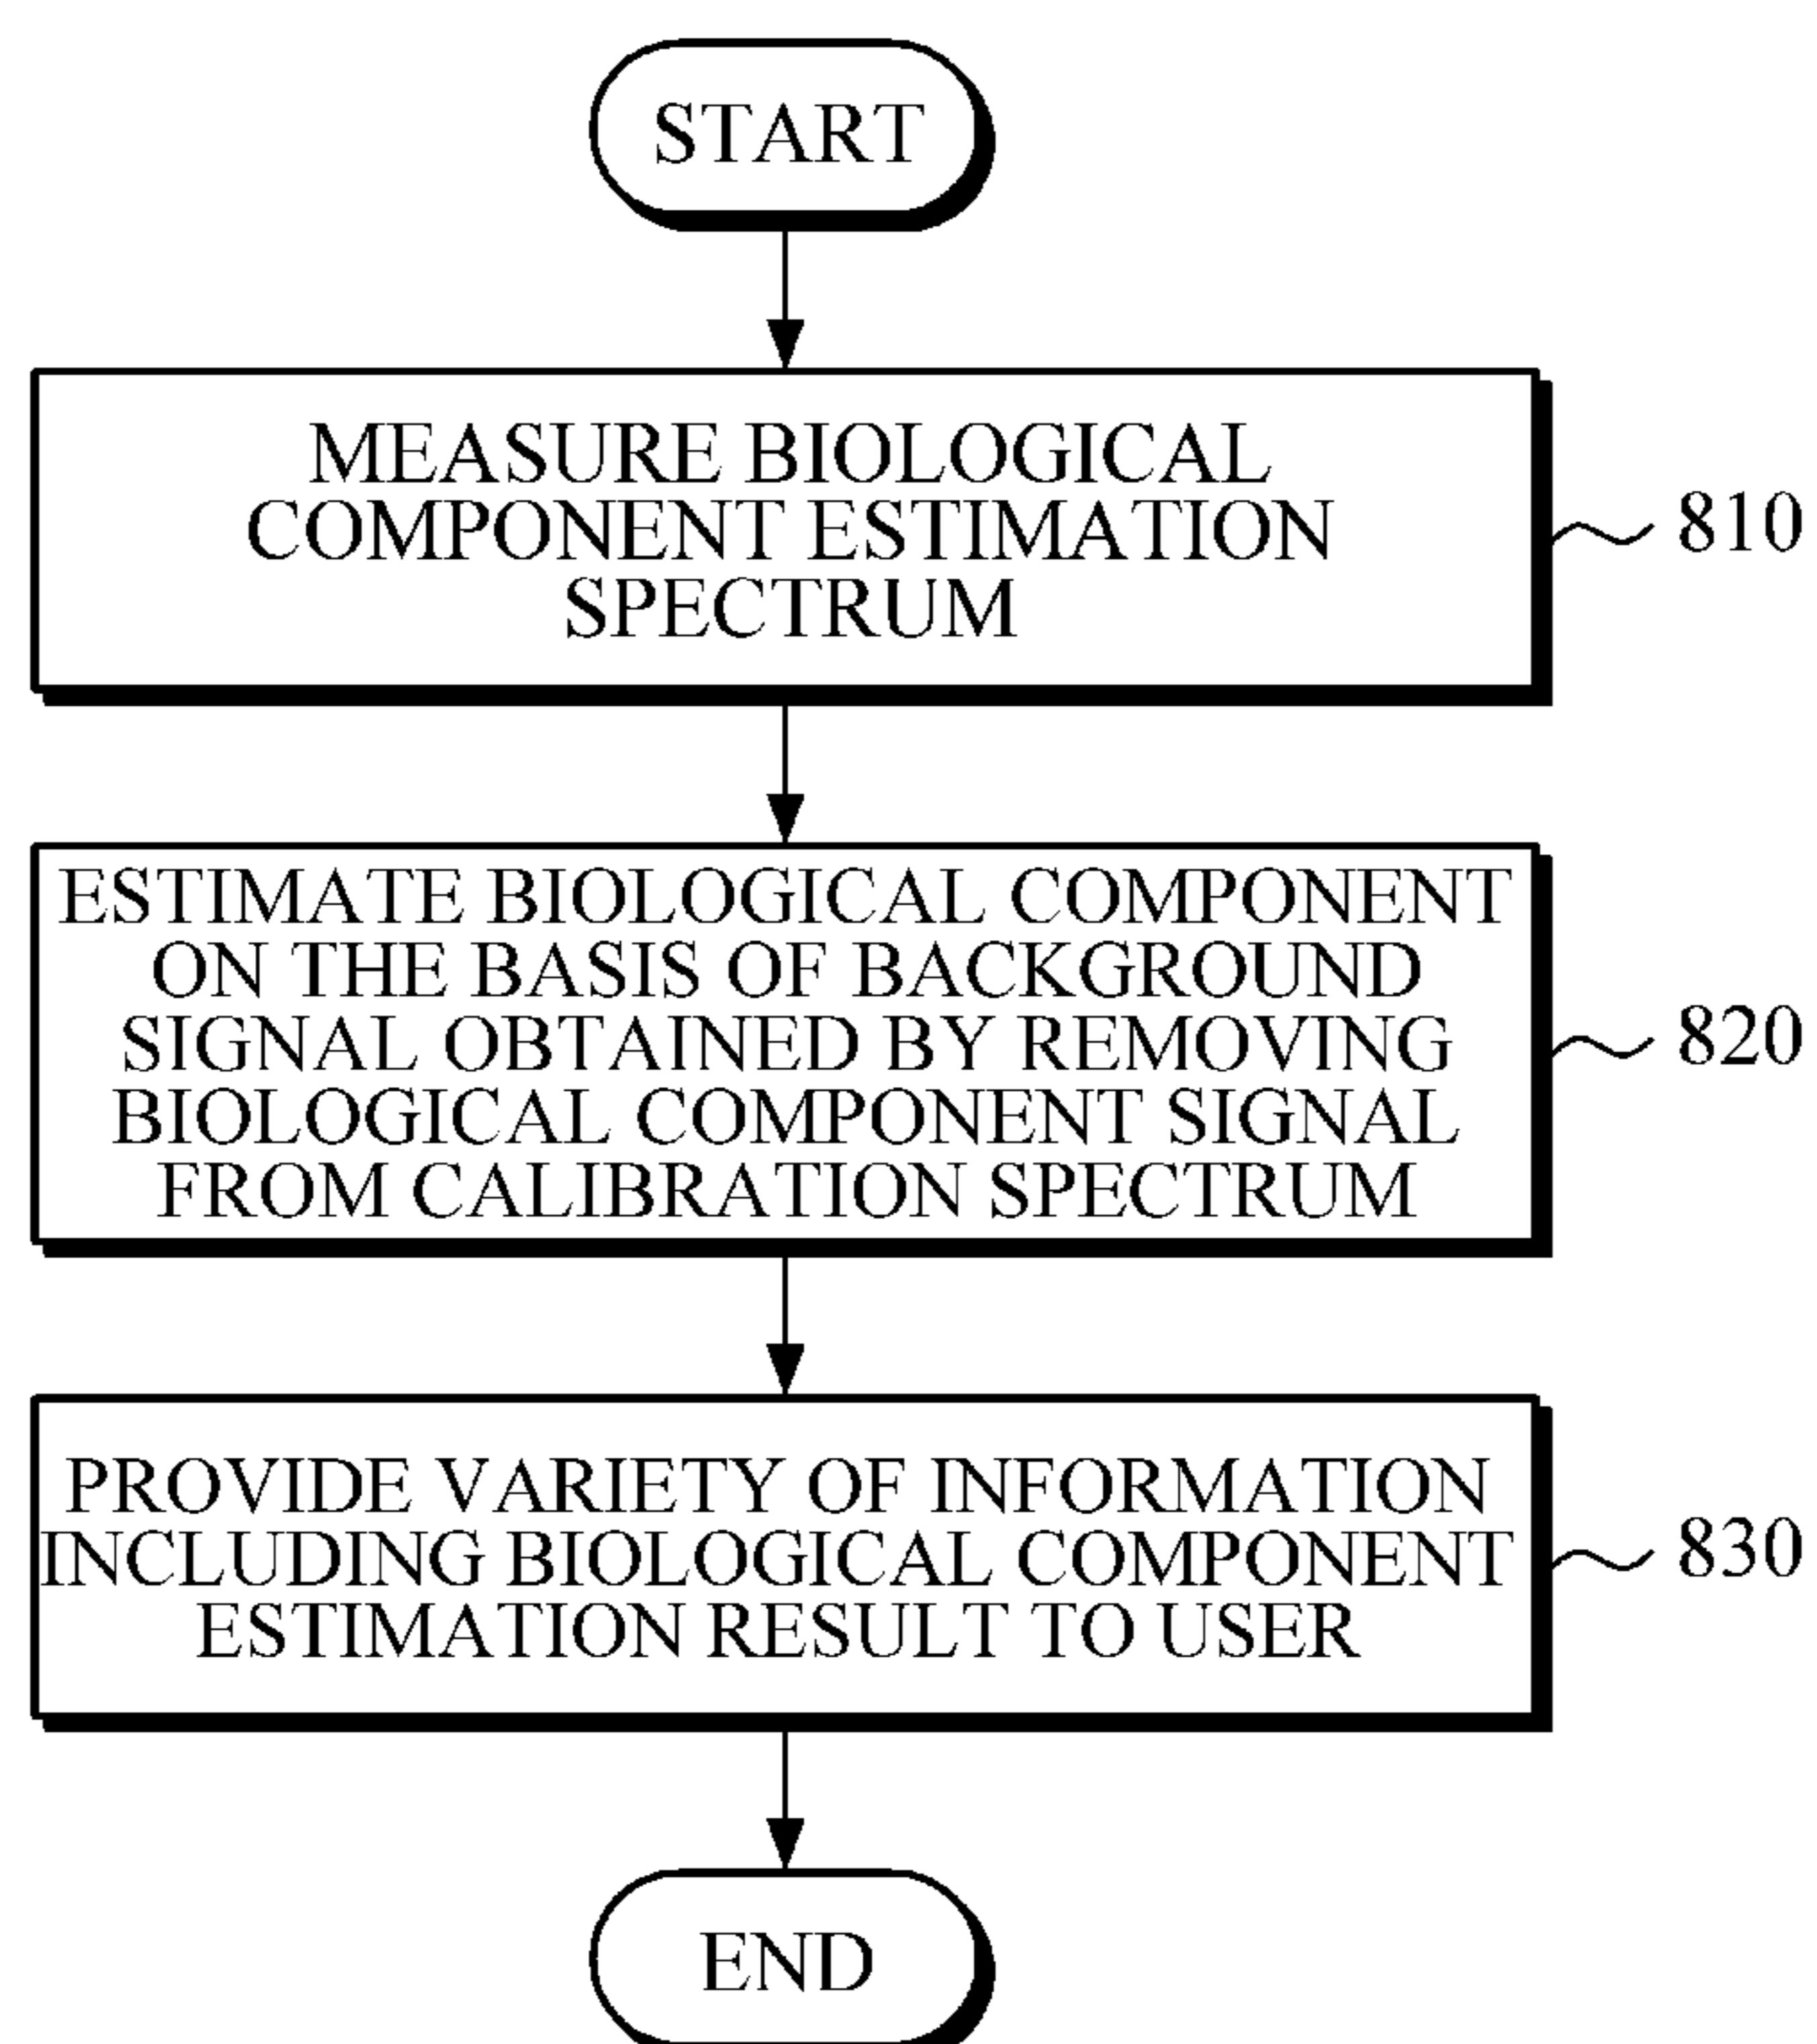 START
MEASURE BIOLOGICAL
COMPONENT ESTIMATION
SPECTRUM
810
ESTIMATE BIOLOGICAL COMPONENT
ON THE BASIS OF BACKGROUND
SIGNAL OBTAINED BY REMOVING
BIOLOGICAL COMPONENT SIGNAL
FROM CALIBRATION SPECTRUM
820
PROVIDE VARIETY OF INFORMATION
INCLUDING BIOLOGICAL COMPONENT
ESTIMATION RESULT TO USER
830
END